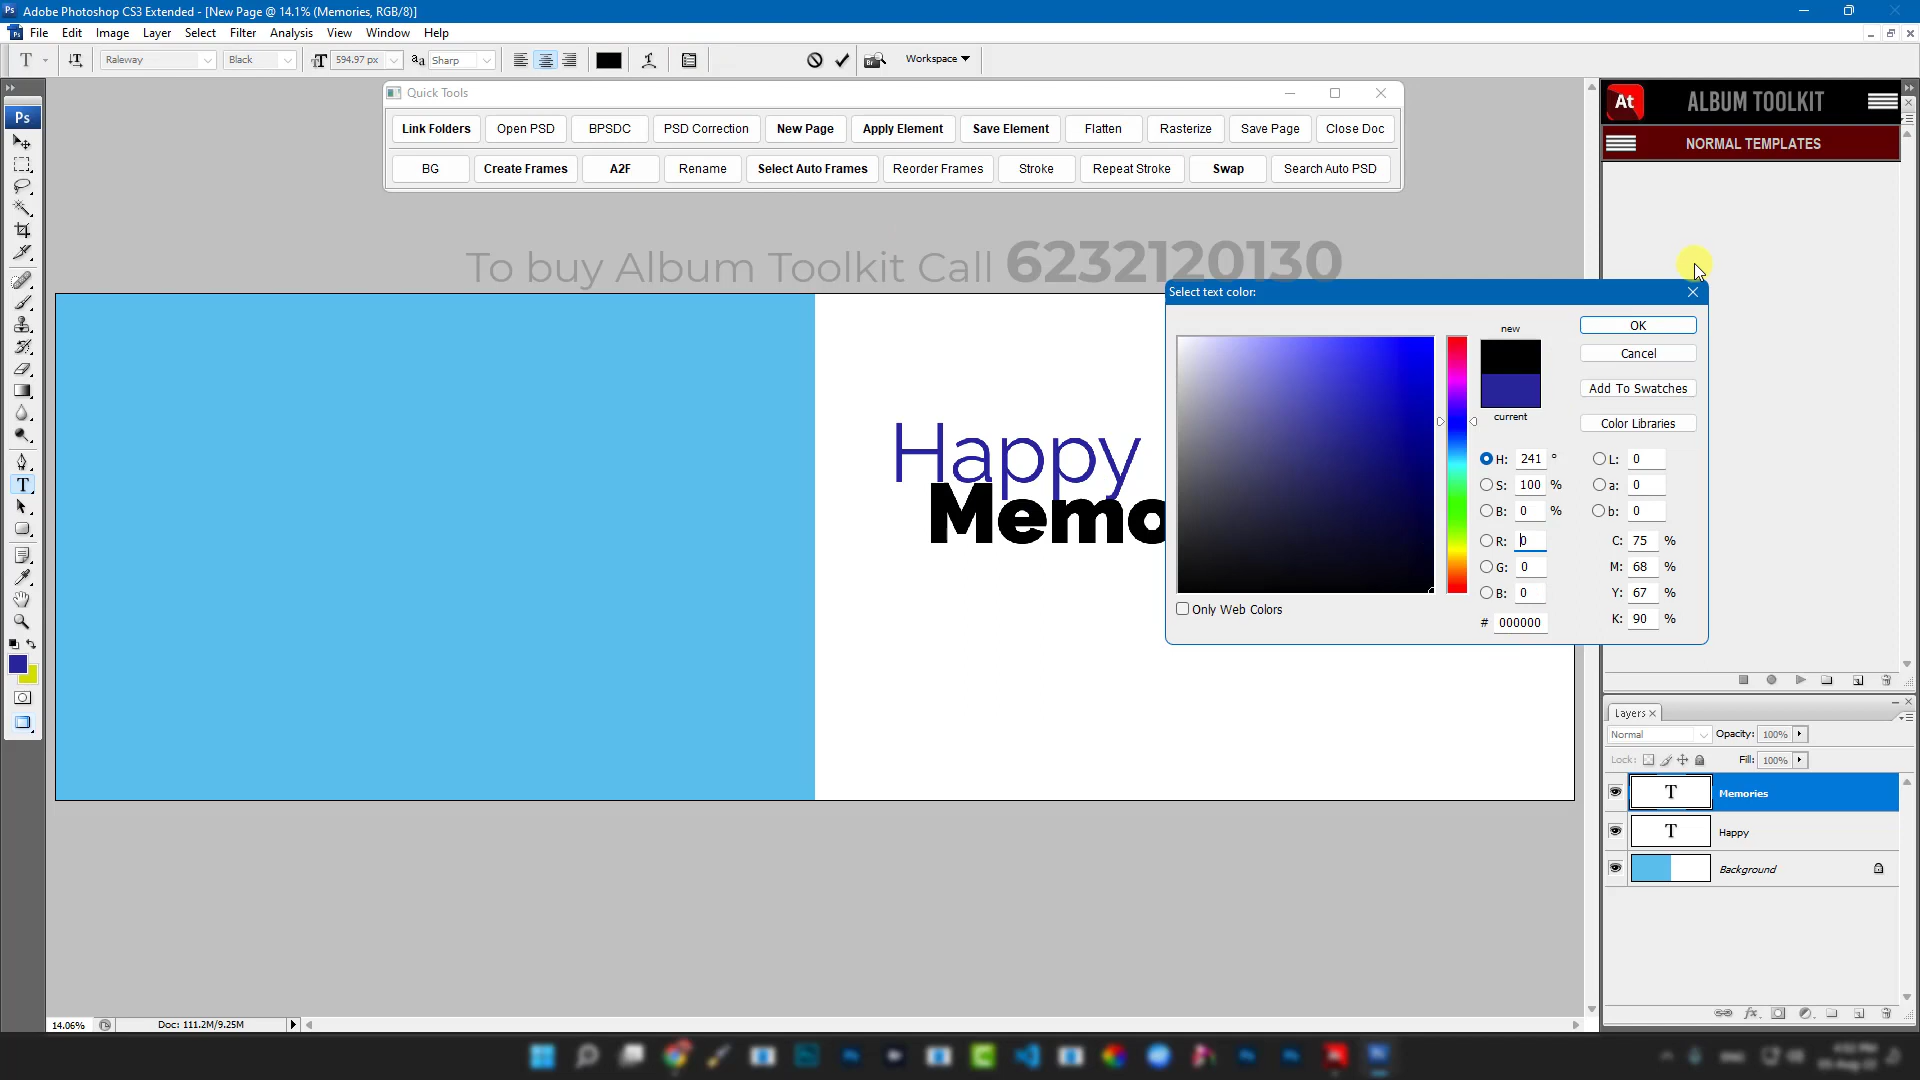 Adobe Photoshop CS3 Extended - [New Page @ 14.1% (Memories, RGB/8)]
File Edit Image Layer Select Filter Analysis View Window Help
Raleway Black 594.97 px Sharp Workspace
Quick Tools
Link Folders Open PSD BPSDC PSD Correction New Page Apply Element Save Element Flatten Rasterize Save Page Close Doc
BG Create Frames A2F Rename Select Auto Frames Reorder Frames Stroke Repeat Stroke Swap Search Auto PSD
At ALBUM TOOLKIT
NORMAL TEMPLATES
To buy Album Toolkit Call 6232120130
Happy
Memo
Select text color:
new
current
OK
Cancel
Add To Swatches
Color Libraries
H: 241 ° L: 0
S: 100 % a: 0
B: 0 % b: 0
R: 0 C: 75 %
G: 0 M: 68 %
B: 0 Y: 67 %
# 000000 K: 90 %
Only Web Colors
Layers
Normal Opacity: 100%
Lock: Fill: 100%
T Memories
T Happy
Background
14.06% Doc: 111.2M/9.25M